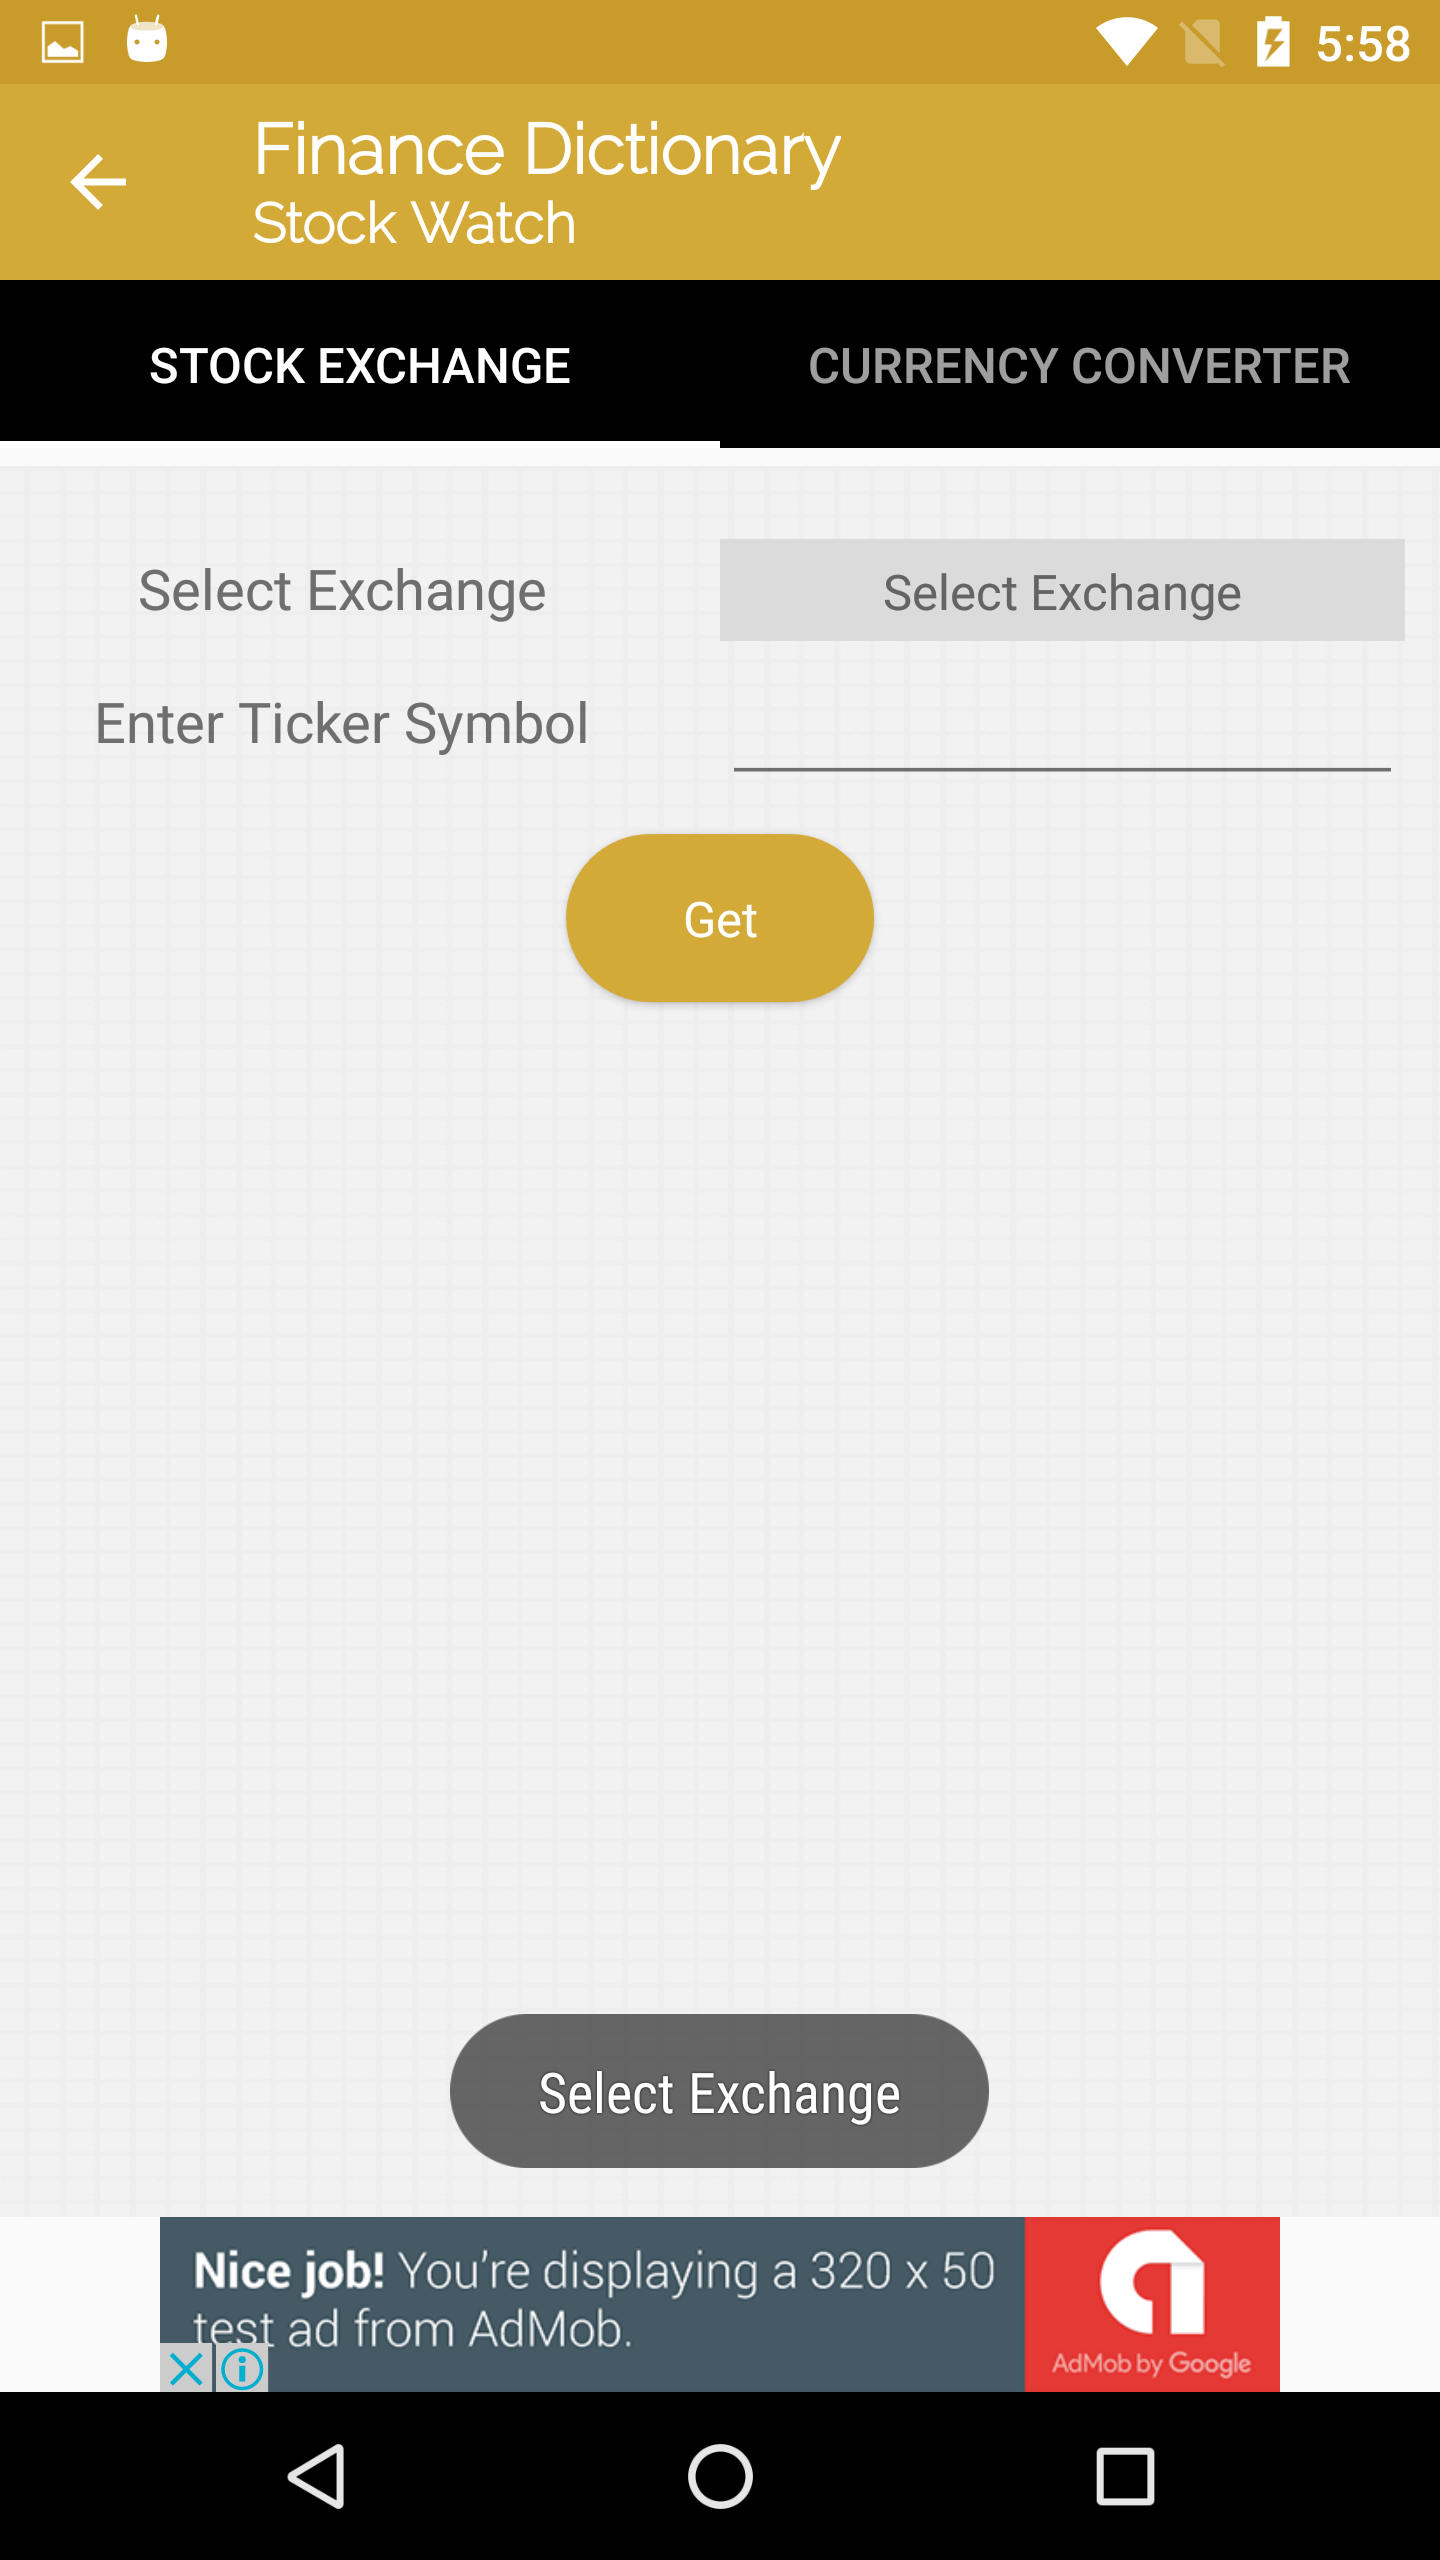 5:58
Finance Dictionary
Stock Watch
STOCK EXCHANGE
CURRENCY CONVERTER
Select Exchange
Select Exchange
Enter Ticker Symbol
Get
Select Exchange
Nice job! You're displaying a 320 x 50
test ad from AdMob.
AdMob by Google